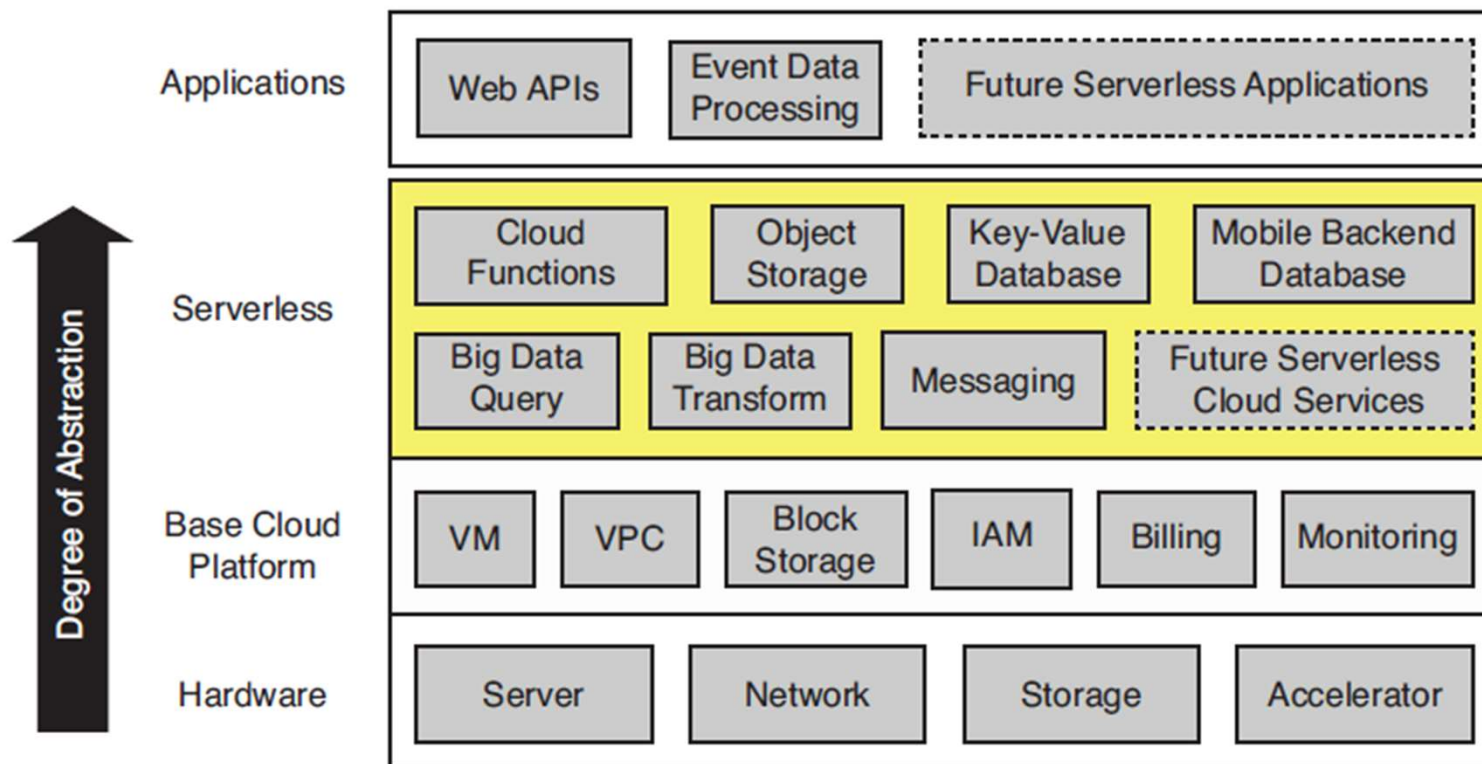 Applications
Web APIs
Event Data
Processing
Future Serverless Applications
Degree of Abstraction
Serverless
Cloud
Functions
Object
Storage
Key-Value
Database
Mobile Backend
Database
Big Data
Query
Big Data
Transform
Messaging
Future Serverless
Cloud Services
Base Cloud
Platform
VM
VPC
Block
Storage
IAM
Billing
Monitoring
Hardware
Server
Network
Storage
Accelerator